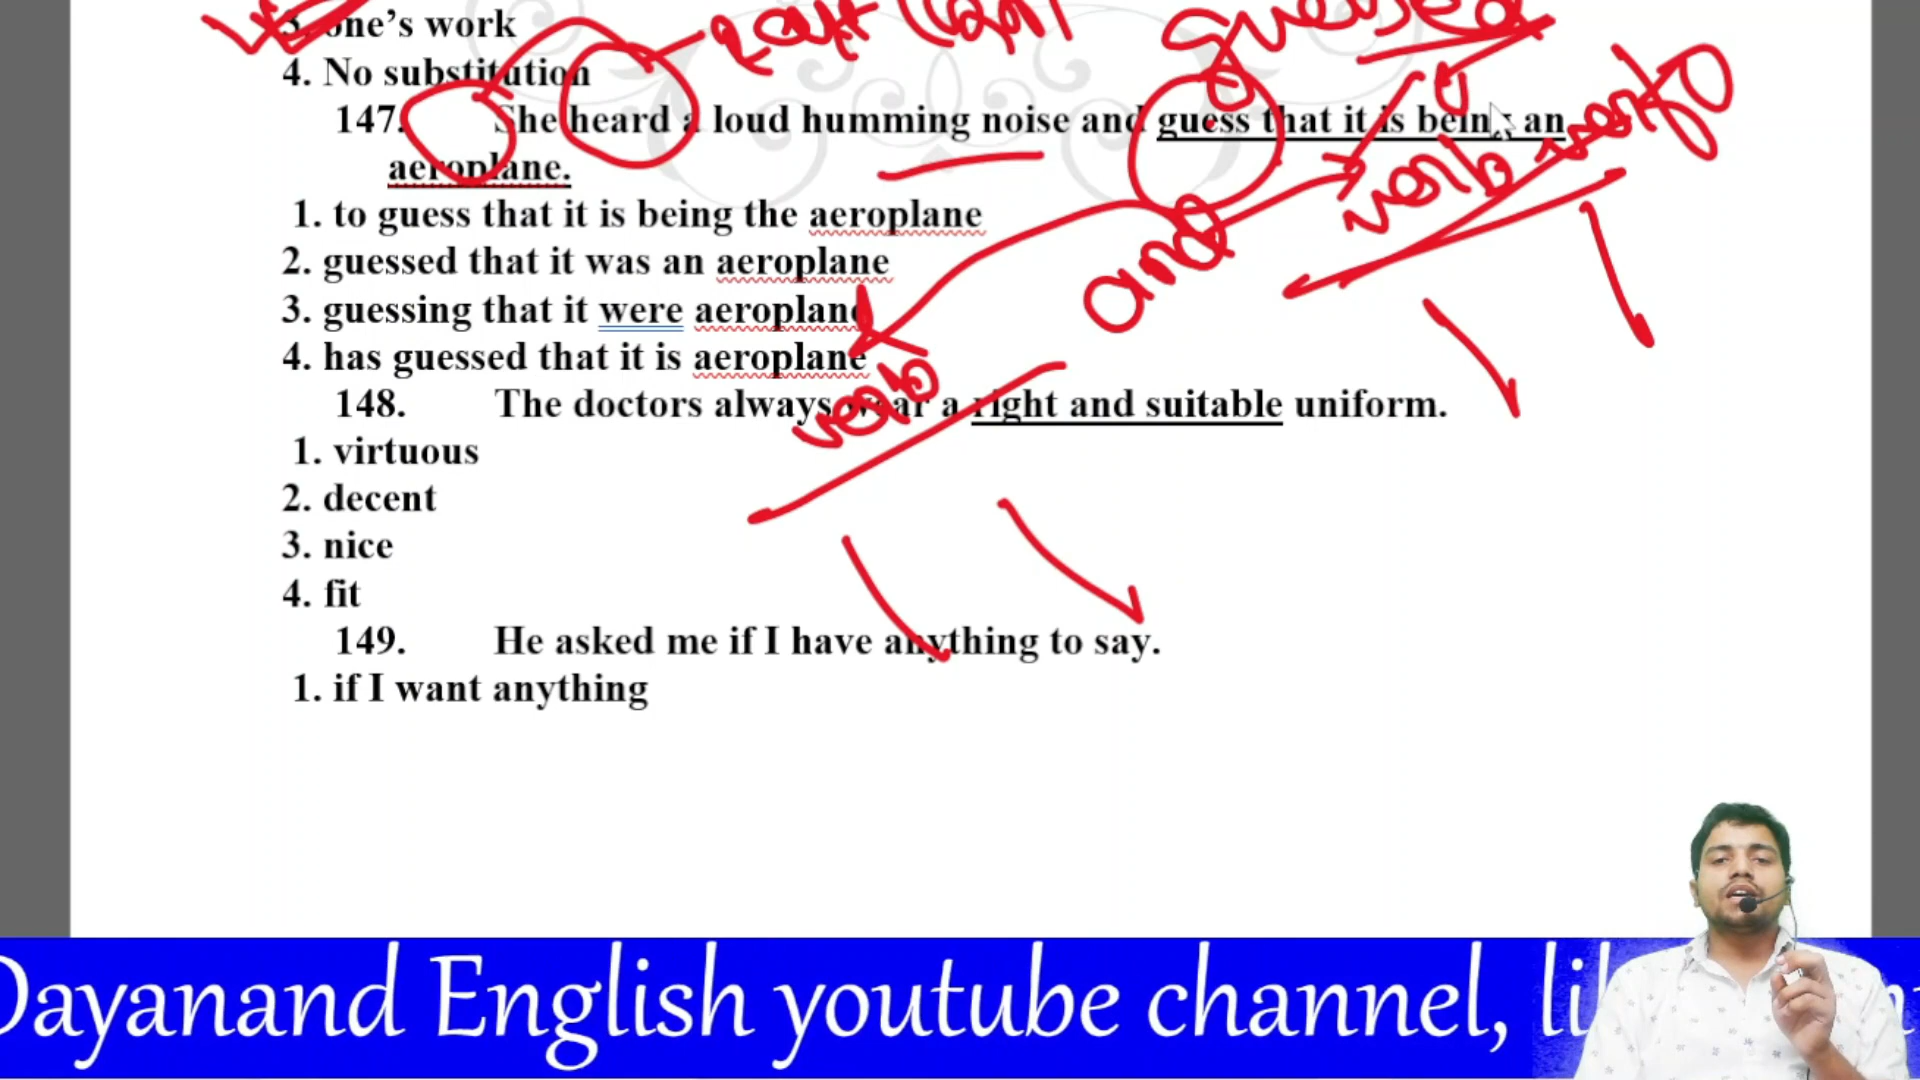 3. one's work
4. No substitution
past guessed
147. She heard a loud humming noise and guess that it is being an
aeroplane.
verb
and
1. to guess that it is being the aeroplane
2. guessed that it was an aeroplane
3. guessing that it were aeroplane
4. has guessed that it is aeroplane
verb
148. The doctors always wear a right and suitable uniform.
1. virtuous
2. decent
3. nice
4. fit
149. He asked me if I have anything to say.
1. if I want anything
Dayanand English youtube channel,